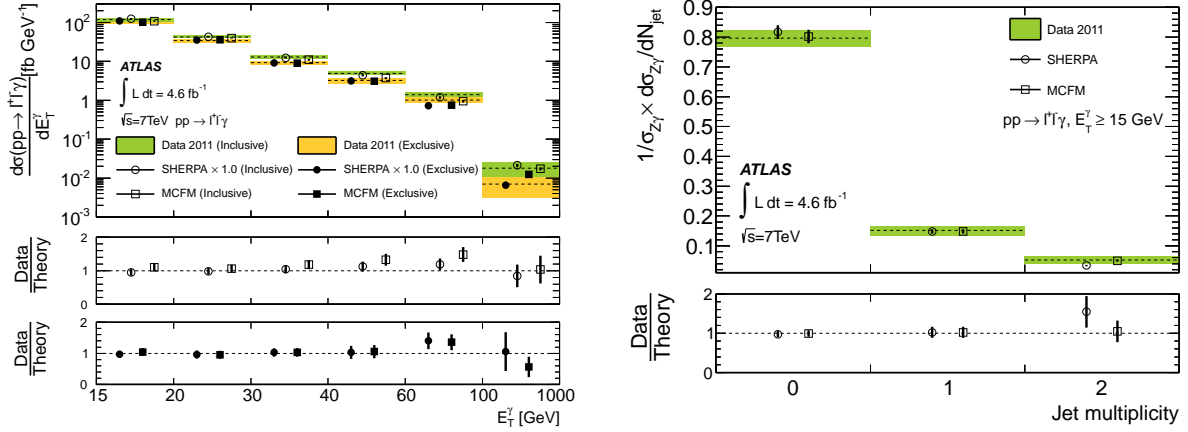 dσ(pp→ l⁺l⁻γ)
dE_T^γ [fb GeV⁻¹]
10²
10
1
10⁻¹
10⁻²
10⁻³
ATLAS
∫ L dt = 4.6 fb⁻¹
√s=7TeV pp → l⁺l⁻γ
Data 2011 (Inclusive) Data 2011 (Exclusive)
SHERPA × 1.0 (Inclusive) SHERPA × 1.0 (Exclusive)
MCFM (Inclusive) MCFM (Exclusive)
Data
Theory
2
1
0
Data
Theory
2
1
0
15 20 30 40 60 100 1000
E_T^γ [GeV]
1/σ_Zγ × dσ_Zγ/dN_jet
0.9
0.8
0.7
0.6
0.5
0.4
0.3
0.2
0.1
Data 2011
SHERPA
MCFM
pp → l⁺l⁻γ, E_T^γ ≥ 15 GeV
ATLAS
∫ L dt = 4.6 fb⁻¹
√s=7TeV
Data
Theory
2
1
0
0 1 2
Jet multiplicity